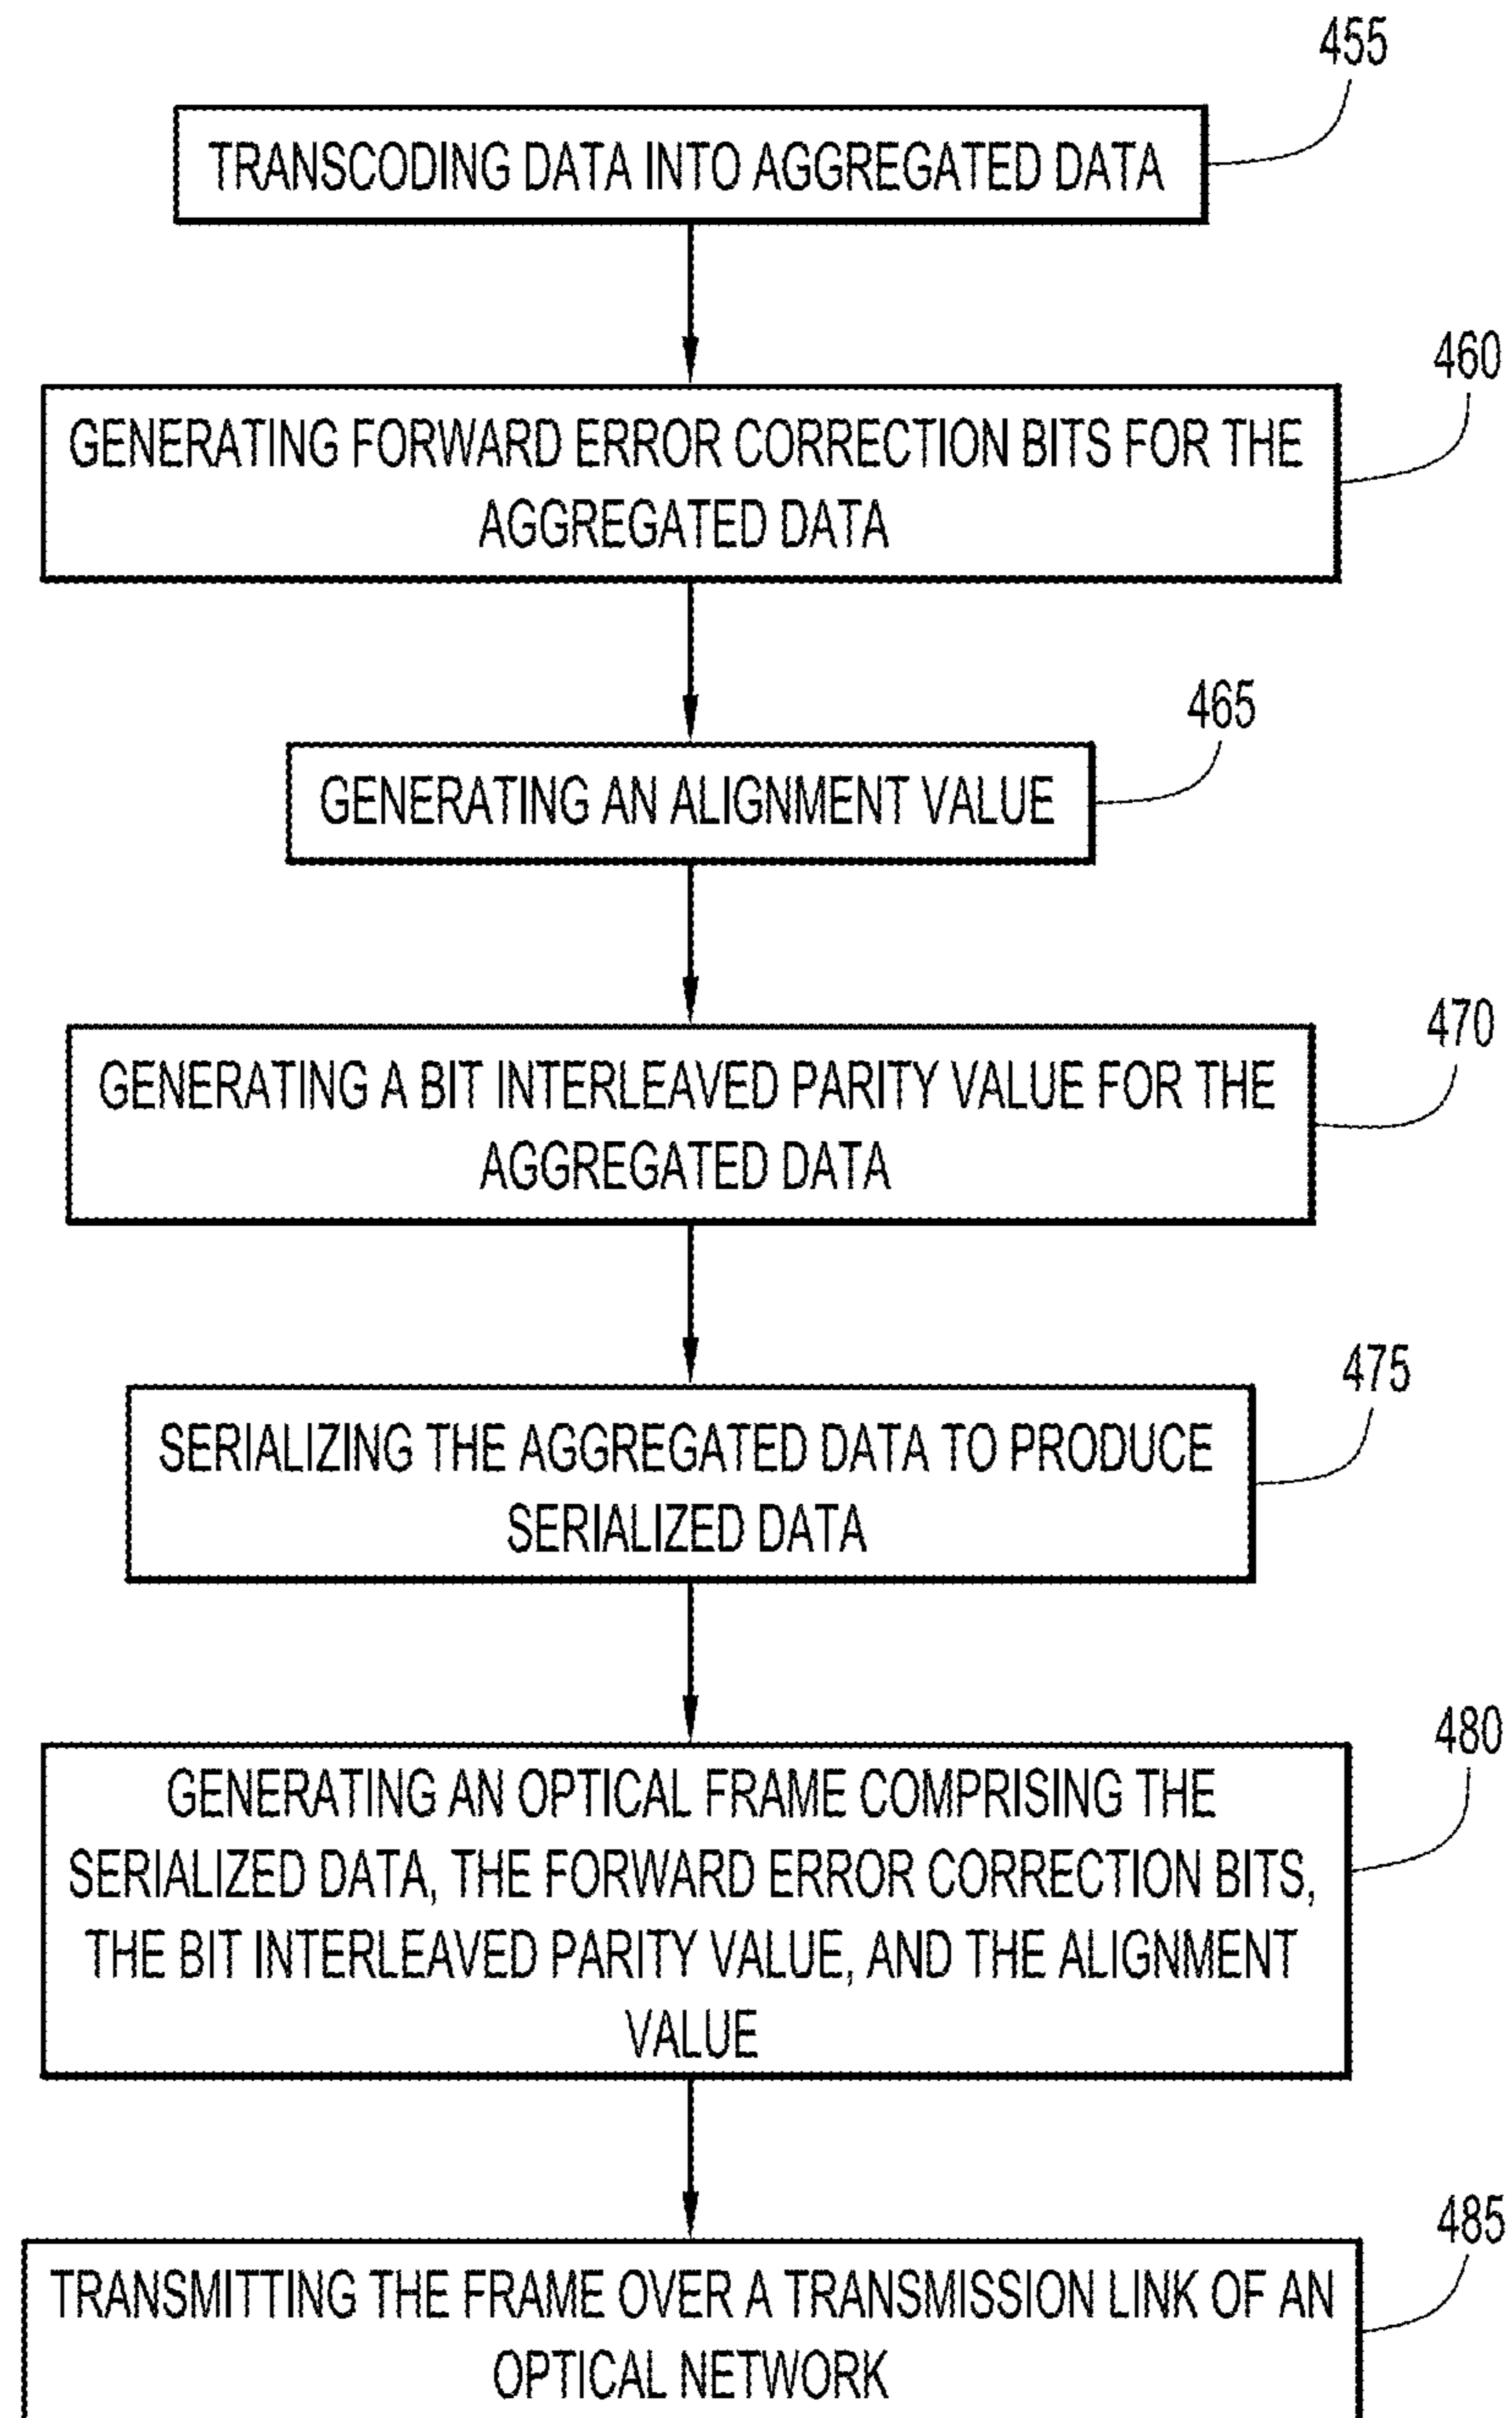 455
TRANSCODING DATA INTO AGGREGATED DATA
460
GENERATING FORWARD ERROR CORRECTION BITS FOR THE
AGGREGATED DATA
465
GENERATING AN ALIGNMENT VALUE
470
GENERATING A BIT INTERLEAVED PARITY VALUE FOR THE
AGGREGATED DATA
475
SERIALIZING THE AGGREGATED DATA TO PRODUCE
SERIALIZED DATA
480
GENERATING AN OPTICAL FRAME COMPRISING THE
SERIALIZED DATA, THE FORWARD ERROR CORRECTION BITS,
THE BIT INTERLEAVED PARITY VALUE, AND THE ALIGNMENT
VALUE
485
TRANSMITTING THE FRAME OVER A TRANSMISSION LINK OF AN
OPTICAL NETWORK